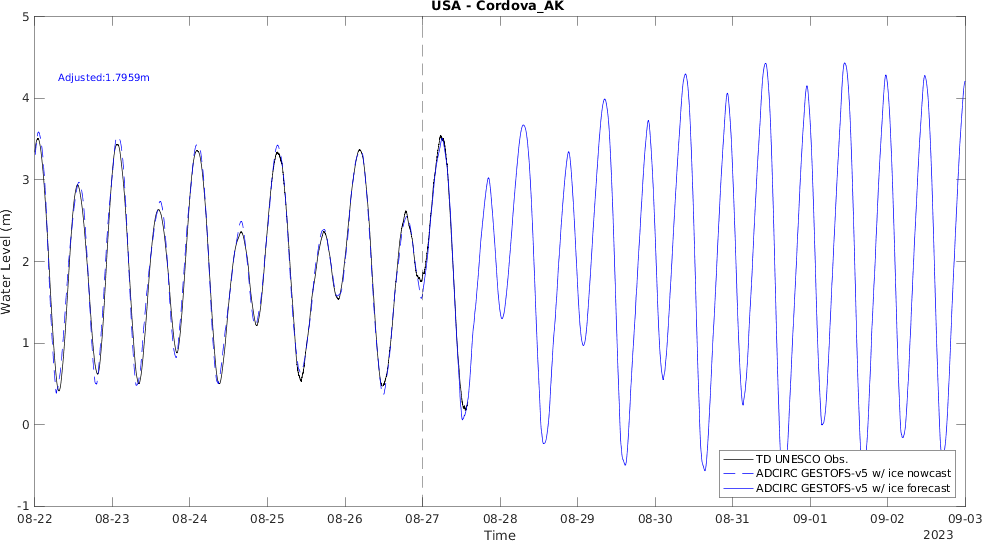 USA - Cordova_AK
Adjusted:1.7959m
Water Level (m)
5
4
3
2
1
0
-1
08-22 08-23 08-24 08-25 08-26 08-27 08-28 08-29 08-30 08-31 09-01 09-02 09-03
Time
2023
TD UNESCO Obs.
ADCIRC GESTOFS-v5 w/ ice nowcast
ADCIRC GESTOFS-v5 w/ ice forecast